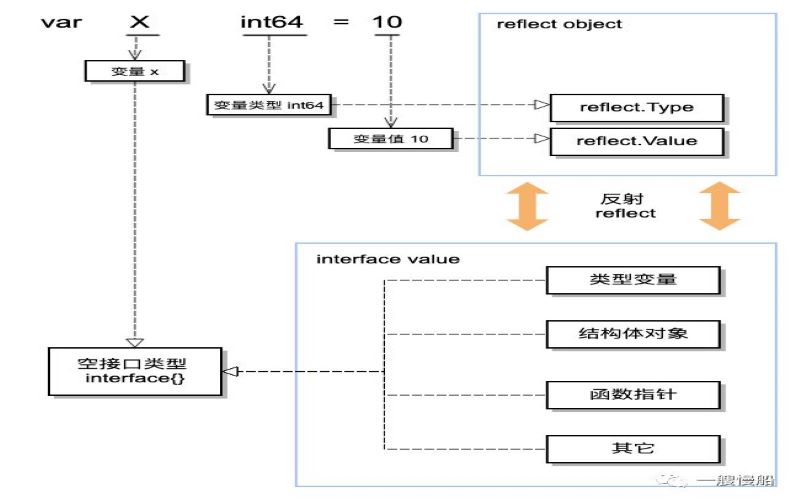 var X int64 = 10
reflect object
变量 x
变量类型 int64
reflect.Type
变量值 10
reflect.Value
反射
reflect
interface value
类型变量
结构体对象
空接口类型
interface{}
函数指针
其它
一艘慢船